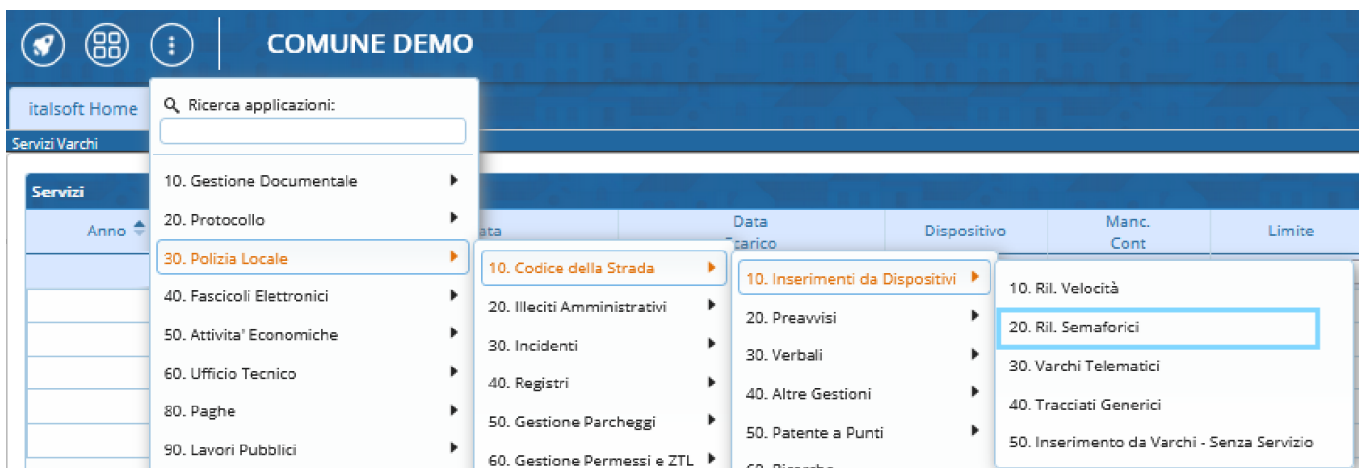 COMUNE DEMO
italsoft Home
Servizi Varchi
Ricerca applicazioni:
Servizi
Anno
Data
Dispositivo
Manc.
Cont
Limite
10. Gestione Documentale
20. Protocollo
30. Polizia Locale
40. Fascicoli Elettronici
50. Attivita' Economiche
60. Ufficio Tecnico
80. Paghe
90. Lavori Pubblici
10. Codice della Strada
20. Illeciti Amministrativi
30. Incidenti
40. Registri
50. Gestione Parcheggi
60. Gestione Permessi e ZTL
10. Inserimenti da Dispositivi
20. Preavvisi
30. Verbali
40. Altre Gestioni
50. Patente a Punti
10. Ril. Velocità
20. Ril. Semaforici
30. Varchi Telematici
40. Tracciati Generici
50. Inserimento da Varchi - Senza Servizio